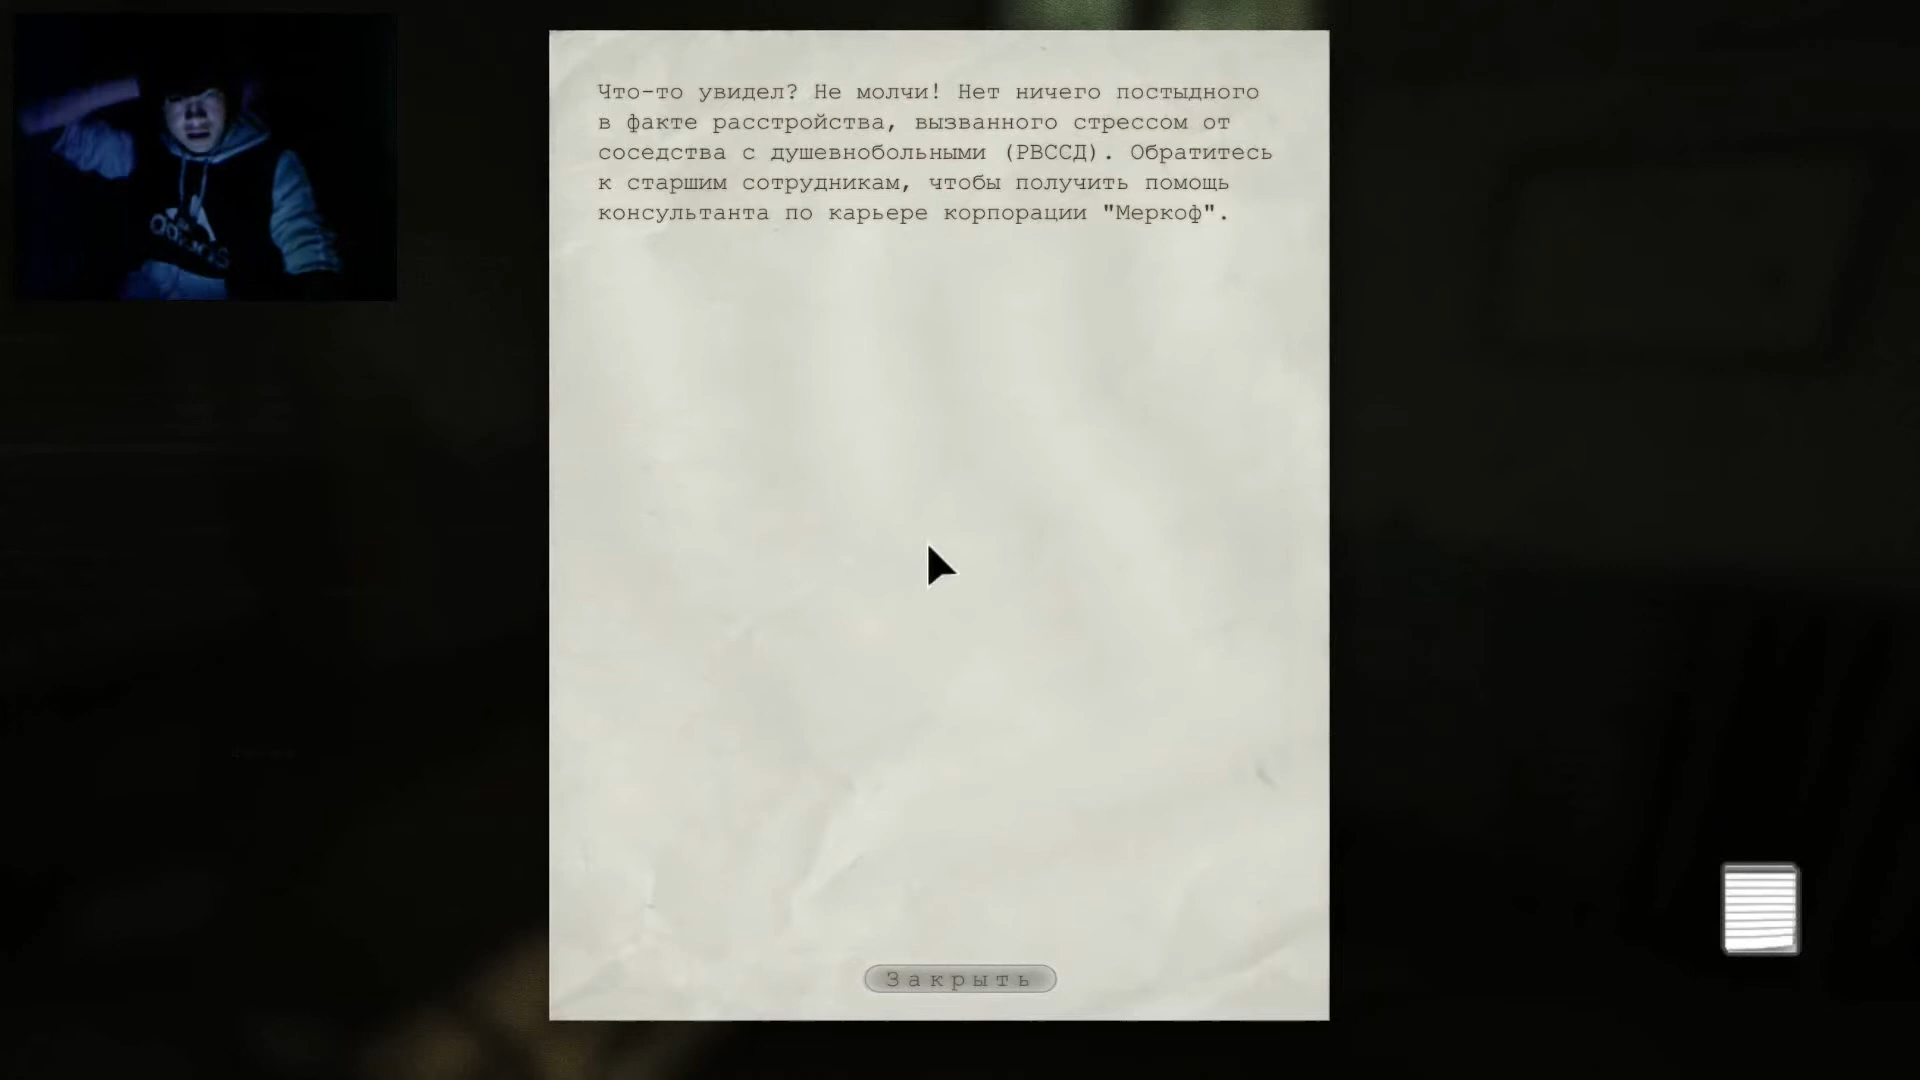 Что-то увидел? Не молчи! Нет ничего постыдного
в факте расстройства, вызванного стрессом от
соседства с душевнобольными (РВССД). Обратитесь
к старшим сотрудникам, чтобы получить помощь
консультанта по карьере корпорации "Меркоф".
Закрыть
adidas